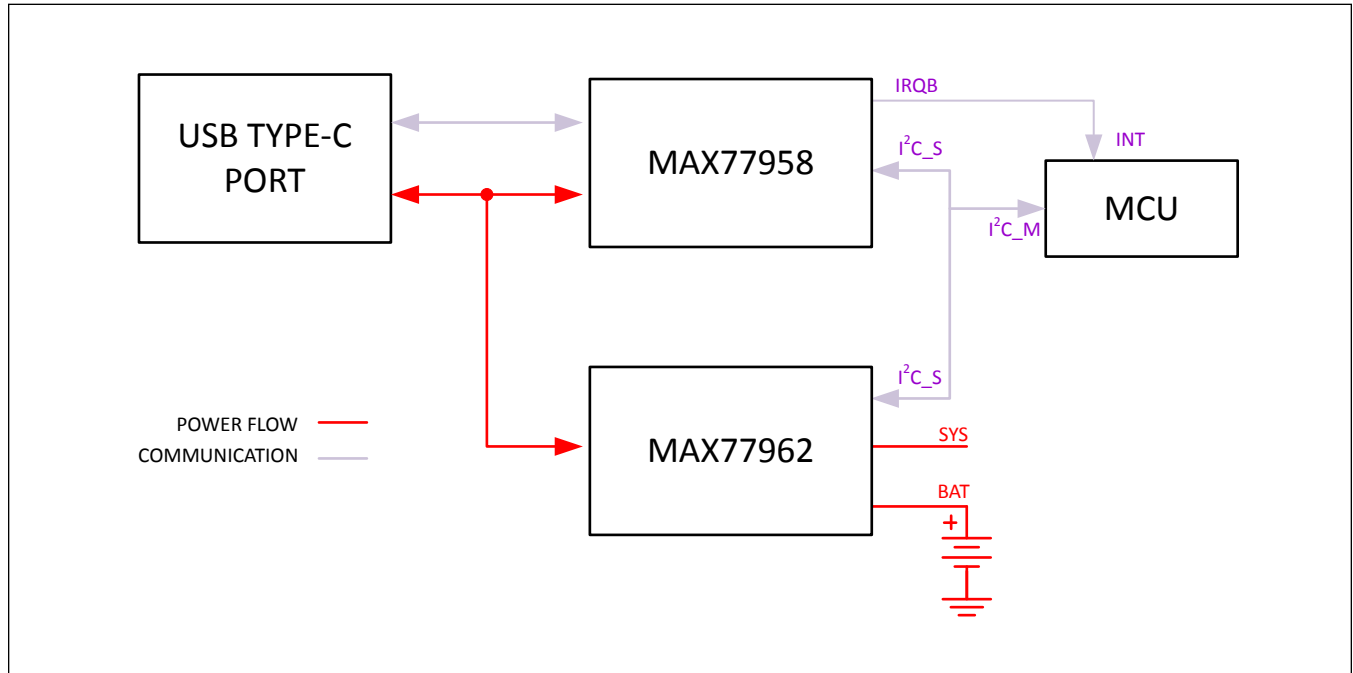 USB TYPE-C
PORT
MAX77958
IRQB
INT
I²C_S
MCU
I²C_M
I²C_S
MAX77962
SYS
BAT
+
POWER FLOW
COMMUNICATION